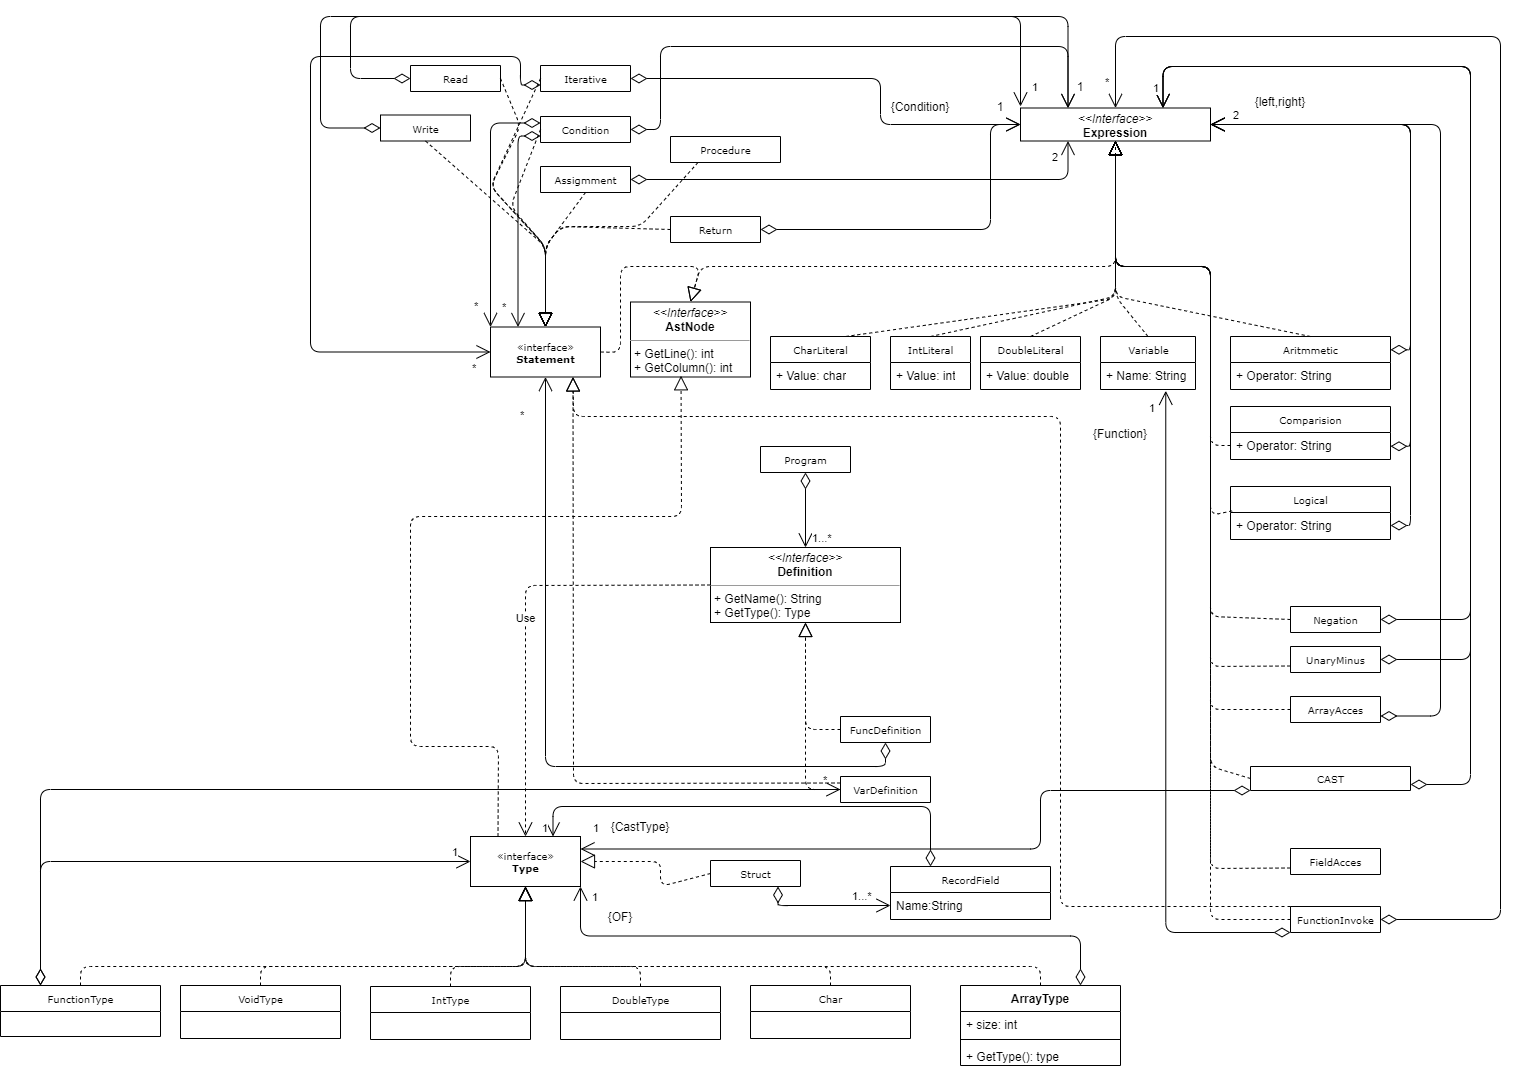 Read
Iterative
1
1
*
1
{Condition}
1
{left,right}
2
<<Interface>>
Expression
Write
Condition
Procedure
2
Assigmment
Return
*
*
<<Interface>>
AstNode
+ GetLine(): int
+ GetColumn(): int
«interface»
Statement
*
CharLiteral
+ Value: char
IntLiteral
+ Value: int
DoubleLiteral
+ Value: double
Variable
+ Name: String
Aritmmetic
+ Operator: String
*
1
{Function}
Comparision
+ Operator: String
Program
Logical
+ Operator: String
1...*
<<Interface>>
Definition
+ GetName(): String
+ GetType(): Type
Use
Negation
UnaryMinus
ArrayAcces
FuncDefinition
CAST
*
VarDefinition
1
1
{CastType}
1
«interface»
Type
Struct
RecordField
Name:String
1...*
FieldAcces
1
{OF}
FunctionInvoke
FunctionType
VoidType
IntType
DoubleType
Char
ArrayType
+ size: int
+ GetType(): type